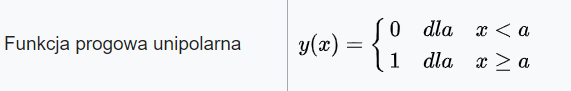 Funkcja progowa unipolarna
y(x) = { 0 dla x < a
1 dla x ≥ a